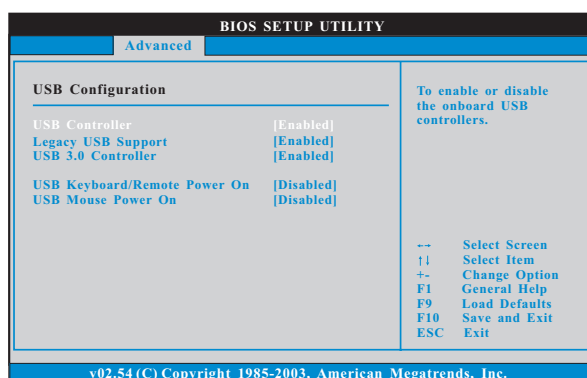 BIOS SETUP UTILITY
Advanced
USB Configuration
USB Controller [Enabled]
Legacy USB Support [Enabled]
USB 3.0 Controller [Enabled]
USB Keyboard/Remote Power On [Disabled]
USB Mouse Power On [Disabled]
To enable or disable
the onboard USB
controllers.
←→ Select Screen
↑↓ Select Item
+- Change Option
F1 General Help
F9 Load Defaults
F10 Save and Exit
ESC Exit
v02.54 (C) Copyright 1985-2003, American Megatrends, Inc.